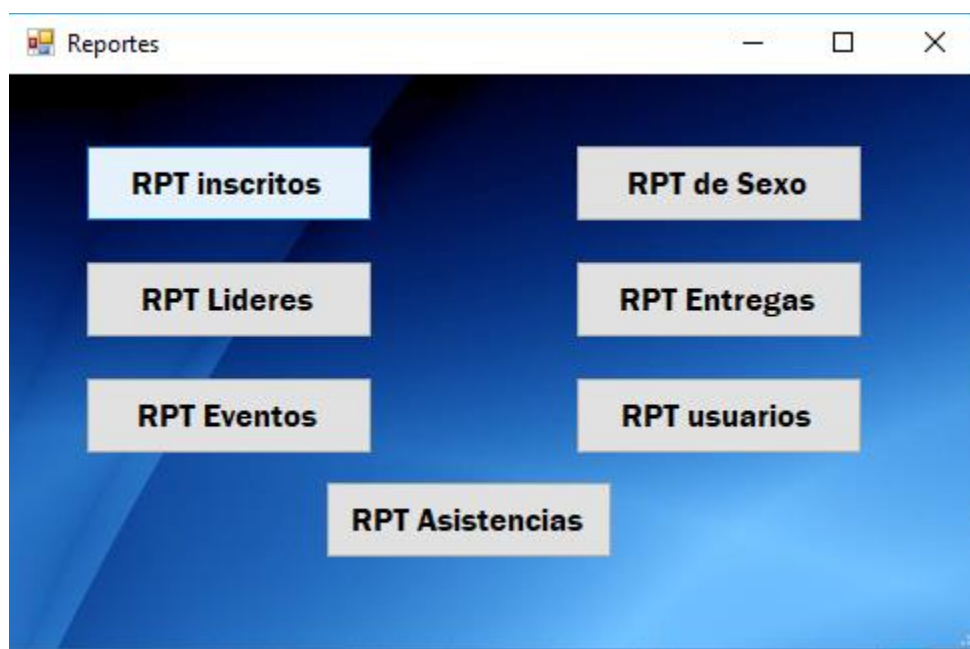 Reportes
RPT inscritos
RPT de Sexo
RPT Lideres
RPT Entregas
RPT Eventos
RPT usuarios
RPT Asistencias